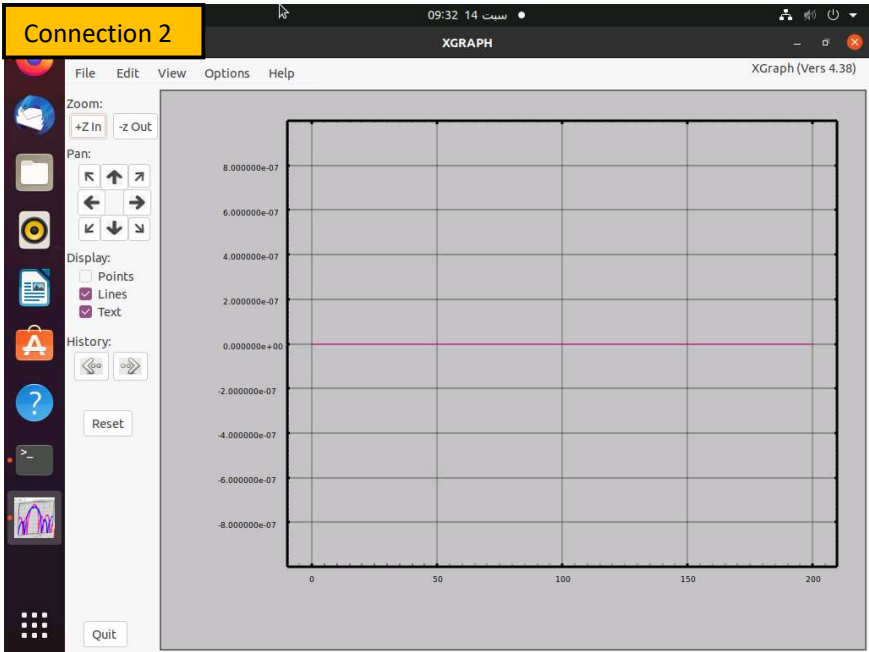 Connection 2
09:32 14 سبت
XGRAPH
File Edit View Options Help
XGraph (Vers 4.38)
Zoom:
+Z In -z Out
Pan:
Display:
Points
Lines
Text
History:
Reset
Quit
8.000000e-07
6.000000e-07
4.000000e-07
2.000000e-07
0.000000e+00
-2.000000e-07
-4.000000e-07
-6.000000e-07
-8.000000e-07
0 50 100 150 200